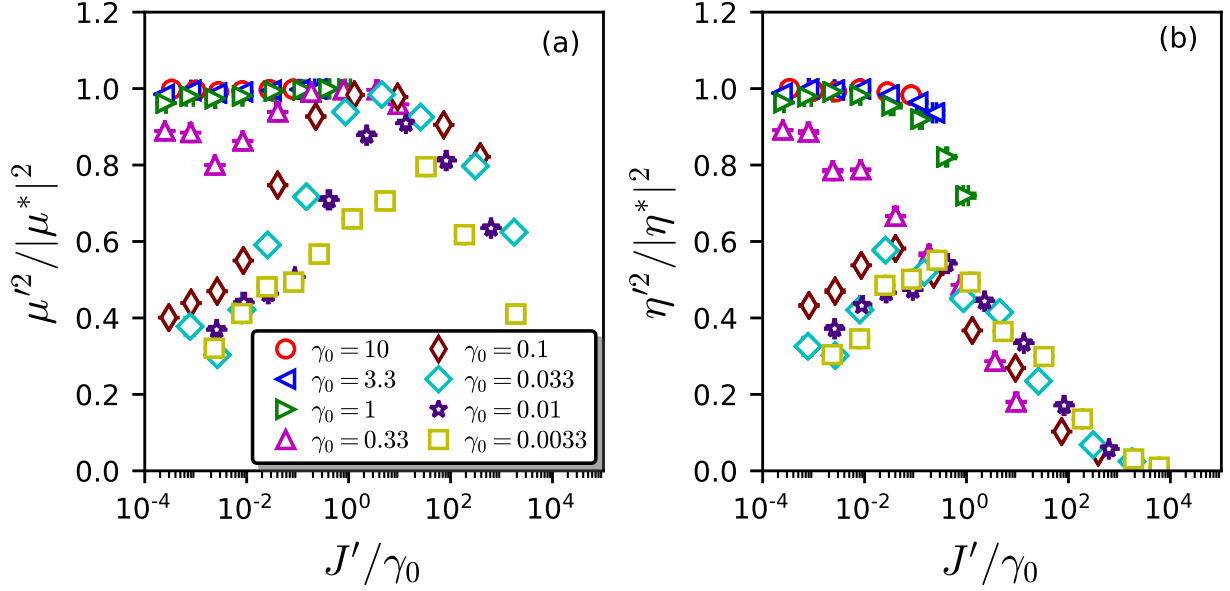 (a)
1.2
1.0
0.8
0.6
0.4
0.2
0.0
μ′²/|μ*|²
γ₀ = 10
γ₀ = 3.3
γ₀ = 1
γ₀ = 0.33
γ₀ = 0.1
γ₀ = 0.033
γ₀ = 0.01
γ₀ = 0.0033
10⁻⁴ 10⁻² 10⁰ 10² 10⁴
J′/γ₀
(b)
1.2
1.0
0.8
0.6
0.4
0.2
0.0
η′²/|η*|²
10⁻⁴ 10⁻² 10⁰ 10² 10⁴
J′/γ₀